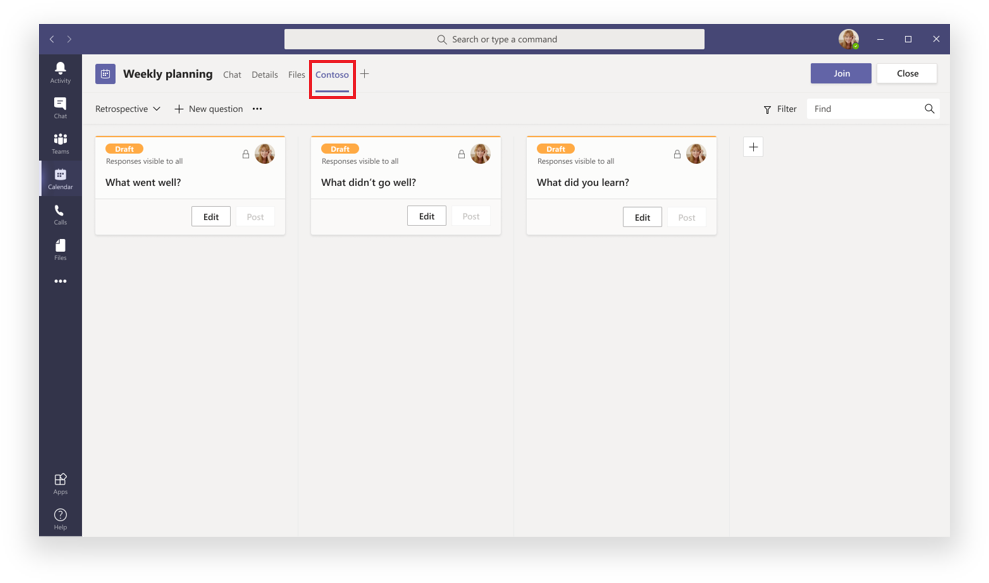 Search or type a command
Activity
Chat
Teams
Calendar
Calls
Files
Apps
Help
Weekly planning Chat Details Files Contoso Join Close
Retrospective New question Filter Find
Draft
Responses visible to all
What went well?
Edit Post
Draft
Responses visible to all
What didn't go well?
Edit Post
Draft
Responses visible to all
What did you learn?
Edit Post